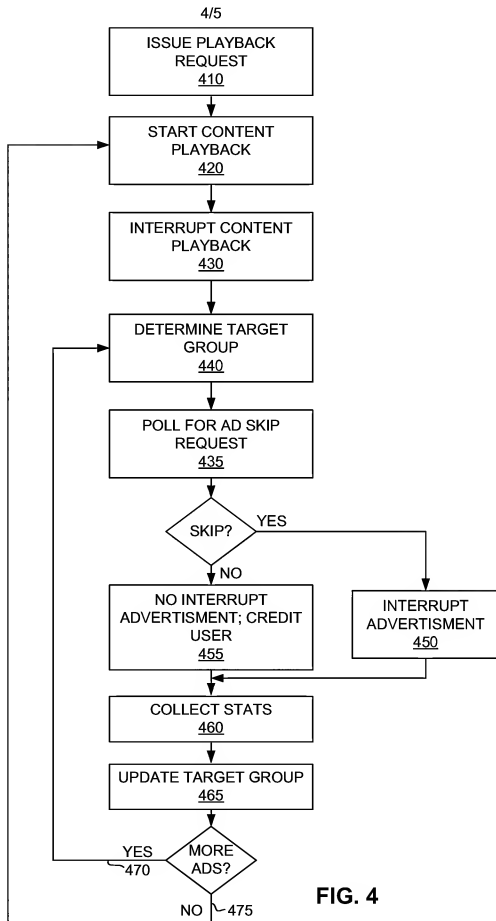 4/5
ISSUE PLAYBACK
REQUEST
410
START CONTENT
PLAYBACK
420
INTERRUPT CONTENT
PLAYBACK
430
DETERMINE TARGET
GROUP
440
POLL FOR AD SKIP
REQUEST
435
SKIP?
YES
NO
NO INTERRUPT
ADVERTISMENT; CREDIT
USER
455
INTERRUPT
ADVERTISMENT
450
COLLECT STATS
460
UPDATE TARGET GROUP
465
MORE
ADS?
YES
470
NO
475
FIG. 4